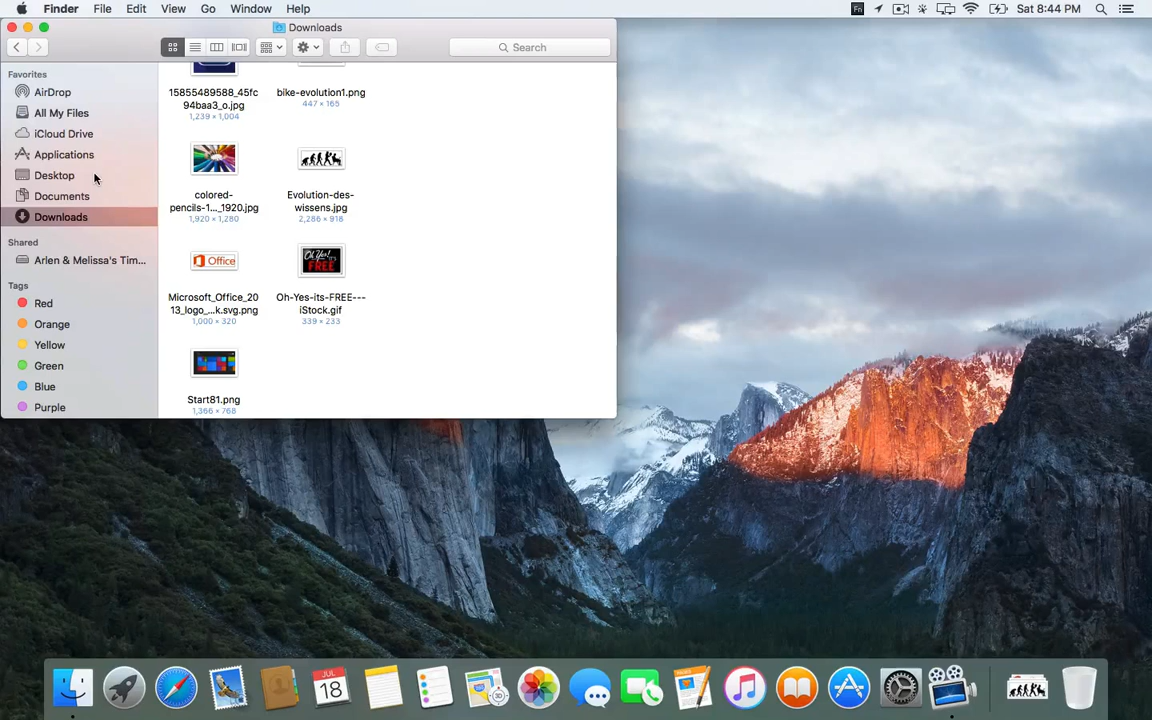 Finder File Edit View Go Window Help
Fn
Sat 8:44 PM
Downloads
Search
Favorites
AirDrop
All My Files
iCloud Drive
Applications
Desktop
Documents
Downloads
Shared
Arlen & Melissa's Tim...
Tags
Red
Orange
Yellow
Green
Blue
Purple
15855489588_45fc
94baa3_o.jpg
1,239 × 1,004
bike-evolution1.png
447 × 165
colored-
pencils-1..._1920.jpg
1,920 × 1,280
Evolution-des-
wissens.jpg
2,286 × 918
Office
Microsoft_Office_20
13_logo_...k.svg.png
1,000 × 320
Oh Yes! it's
FREE
Oh-Yes-its-FREE---
iStock.gif
339 × 233
Start81.png
1,366 × 768
JUL
18
3D